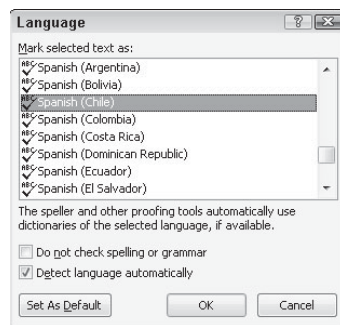 Language
Mark selected text as:
Spanish (Argentina)
Spanish (Bolivia)
Spanish (Chile)
Spanish (Colombia)
Spanish (Costa Rica)
Spanish (Dominican Republic)
Spanish (Ecuador)
Spanish (El Salvador)
The speller and other proofing tools automatically use
dictionaries of the selected language, if available.
Do not check spelling or grammar
Detect language automatically
Set As Default OK Cancel